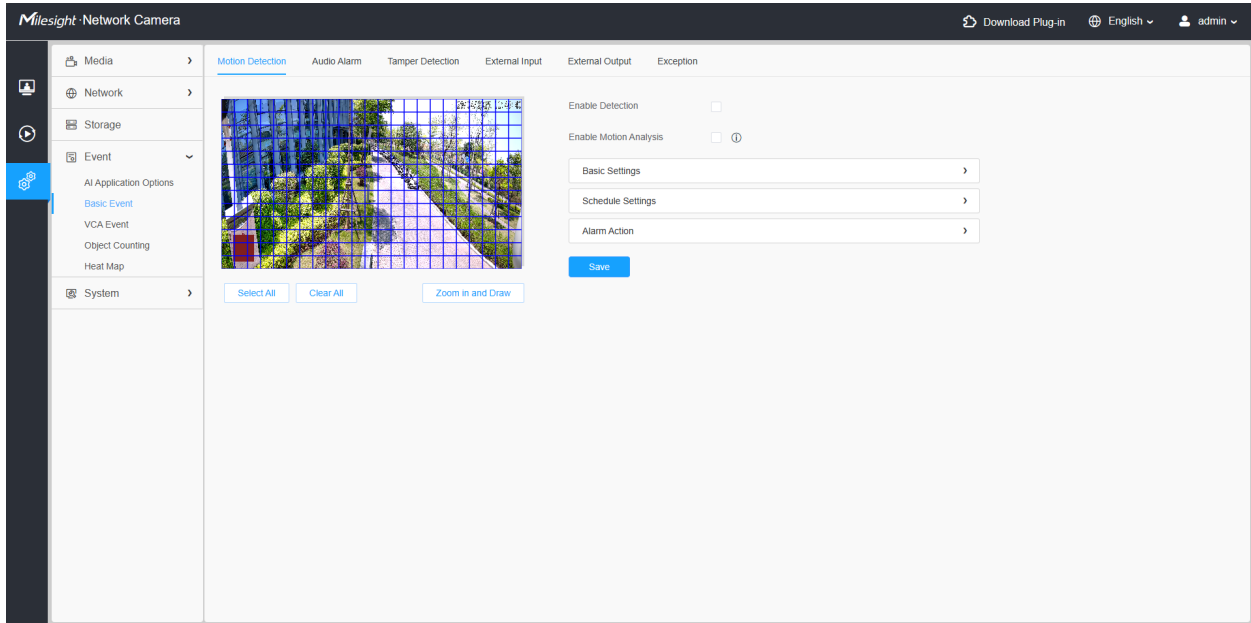 Milesight Network Camera
Download Plug-in
English
admin
Media
Network
Storage
Event
AI Application Options
Basic Event
VCA Event
Object Counting
Heat Map
System
Motion Detection
Audio Alarm
Tamper Detection
External Input
External Output
Exception
Select All
Clear All
Zoom in and Draw
Enable Detection
Enable Motion Analysis
Basic Settings
Schedule Settings
Alarm Action
Save